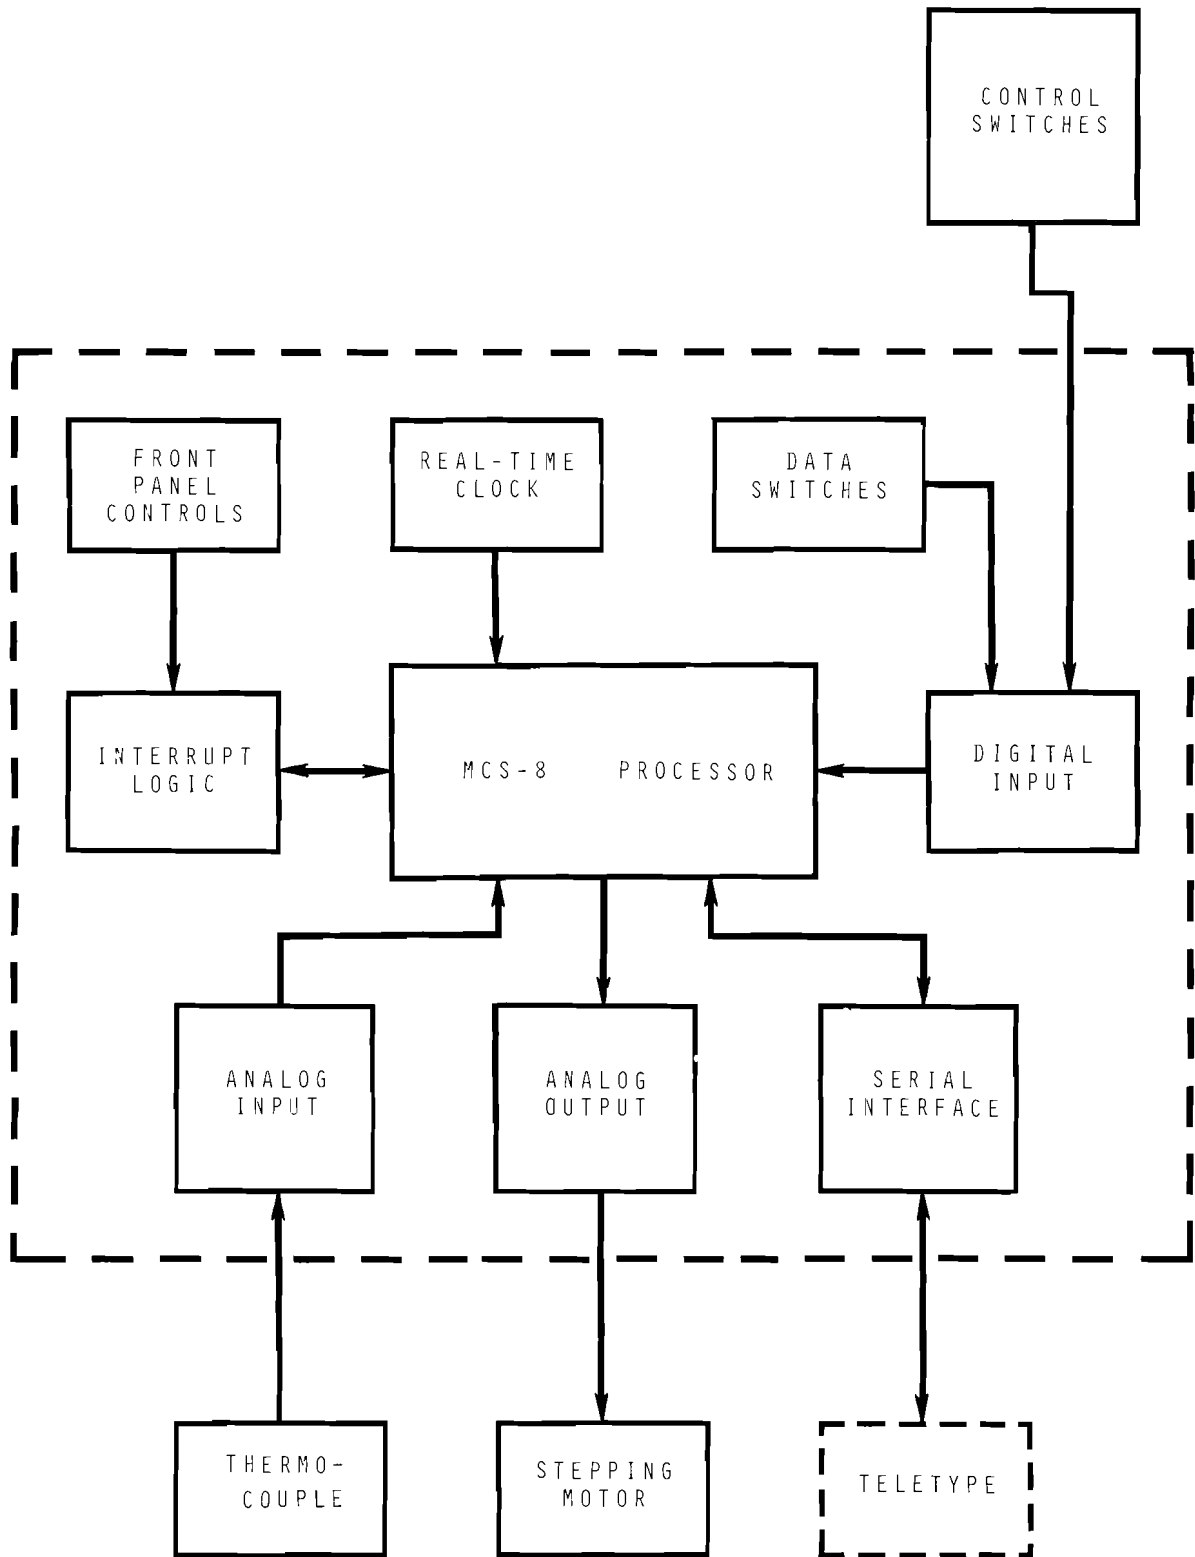 CONTROL
SWITCHES
FRONT
PANEL
CONTROLS
REAL-TIME
CLOCK
DATA
SWITCHES
INTERRUPT
LOGIC
MCS-8 PROCESSOR
DIGITAL
INPUT
ANALOG
INPUT
ANALOG
OUTPUT
SERIAL
INTERFACE
THERMO-
COUPLE
STEPPING
MOTOR
TELETYPE